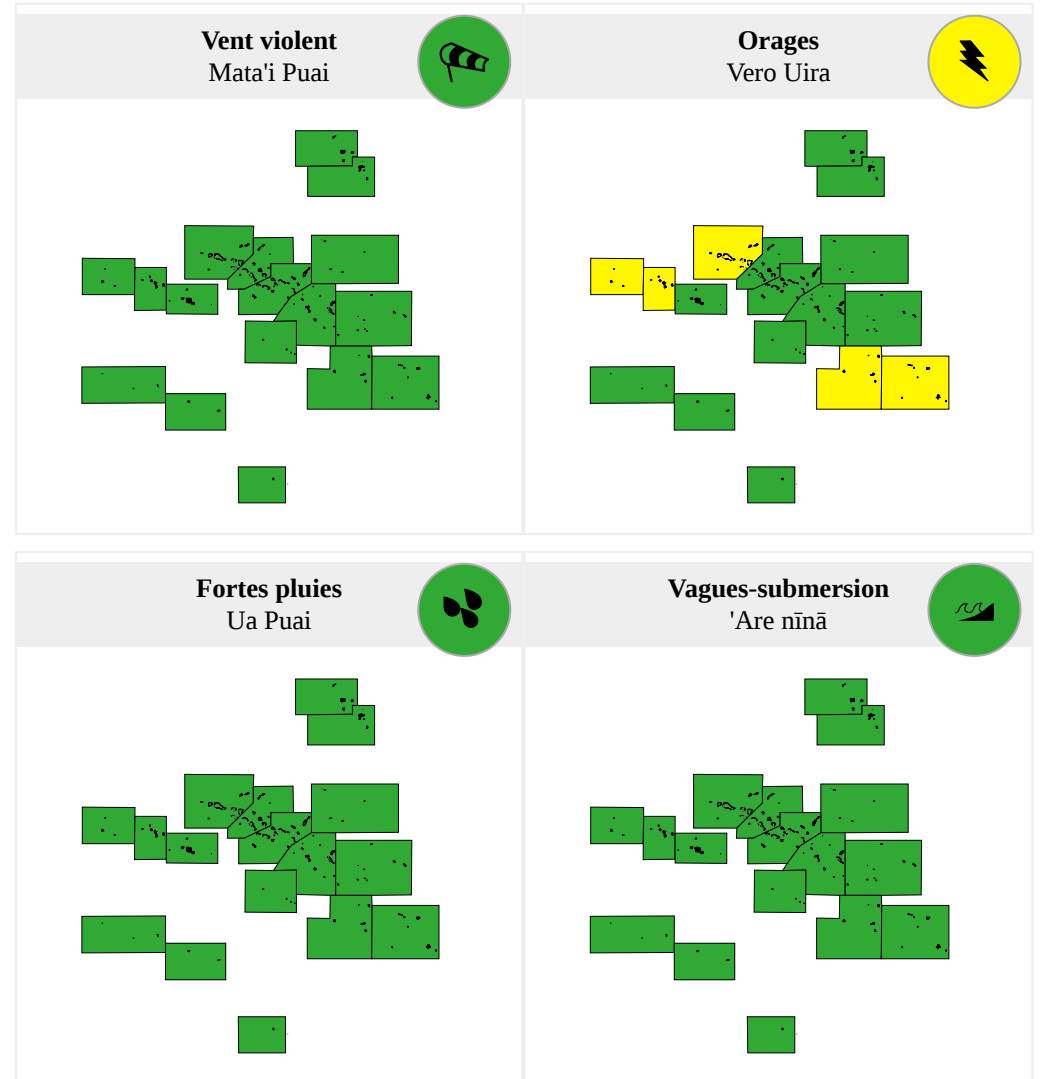 Vent violent
Mata'i Puai
Orages
Vero Uira
Fortes pluies
Ua Puai
Vagues-submersion
'Are nīnā